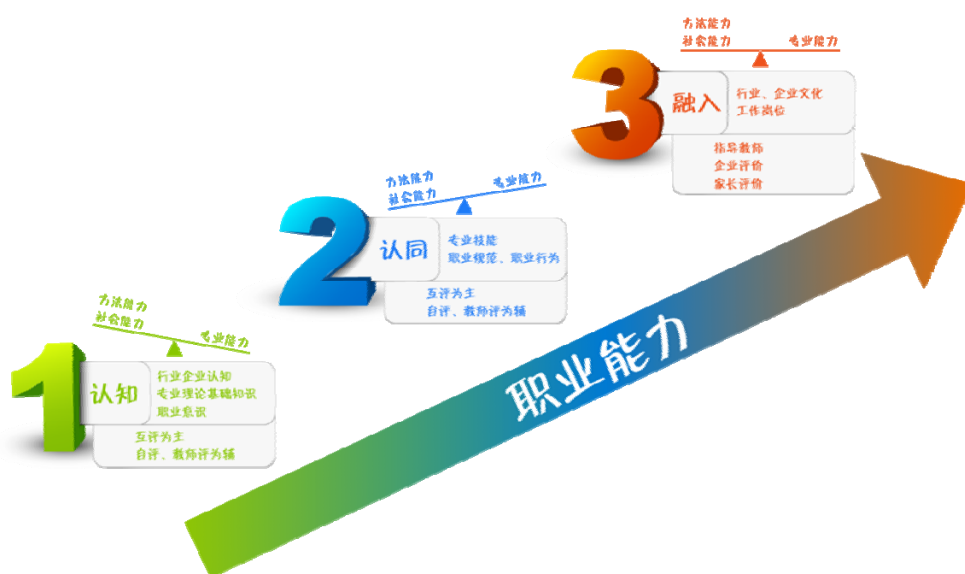 方法能力
社会能力
专业能力
3
融入
行业、企业文化
工作岗位
指导教师
企业评价
家长评价
方法能力
社会能力
专业能力
2
认同
专业技能
职业规范、职业行为
互评为主
自评、教师评为辅
方法能力
社会能力
专业能力
1
认知
行业企业认知
专业理论基础知识
职业意识
互评为主
自评、教师评为辅
职业能力